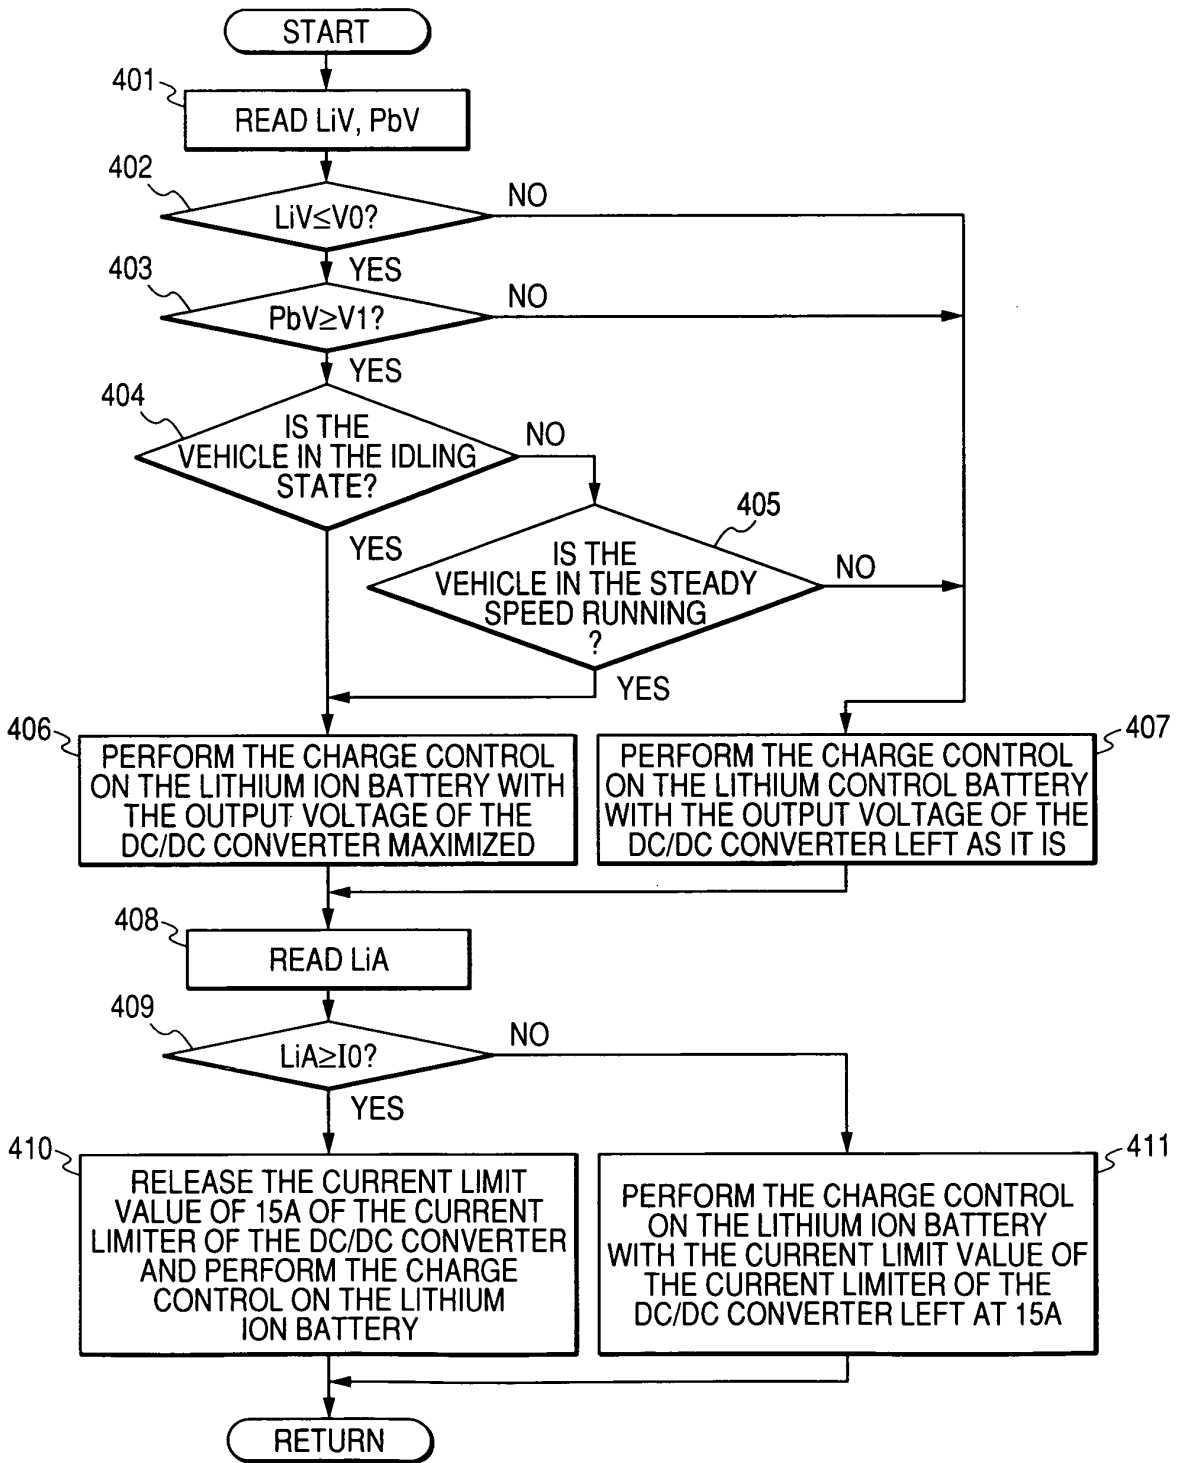 START
401
READ LiV, PbV
402
LiV≤V0?
NO
YES
403
PbV≥V1?
NO
YES
404
IS THE
VEHICLE IN THE IDLING
STATE?
NO
YES
405
IS THE
VEHICLE IN THE STEADY
SPEED RUNNING
?
NO
YES
406
PERFORM THE CHARGE CONTROL
ON THE LITHIUM ION BATTERY WITH
THE OUTPUT VOLTAGE OF THE
DC/DC CONVERTER MAXIMIZED
407
PERFORM THE CHARGE CONTROL
ON THE LITHIUM CONTROL BATTERY
WITH THE OUTPUT VOLTAGE OF THE
DC/DC CONVERTER LEFT AS IT IS
408
READ LiA
409
LiA≥I0?
NO
YES
410
RELEASE THE CURRENT LIMIT
VALUE OF 15A OF THE CURRENT
LIMITER OF THE DC/DC CONVERTER
AND PERFORM THE CHARGE
CONTROL ON THE LITHIUM
ION BATTERY
411
PERFORM THE CHARGE CONTROL
ON THE LITHIUM ION BATTERY
WITH THE CURRENT LIMIT VALUE OF
THE CURRENT LIMITER OF THE
DC/DC CONVERTER LEFT AT 15A
RETURN